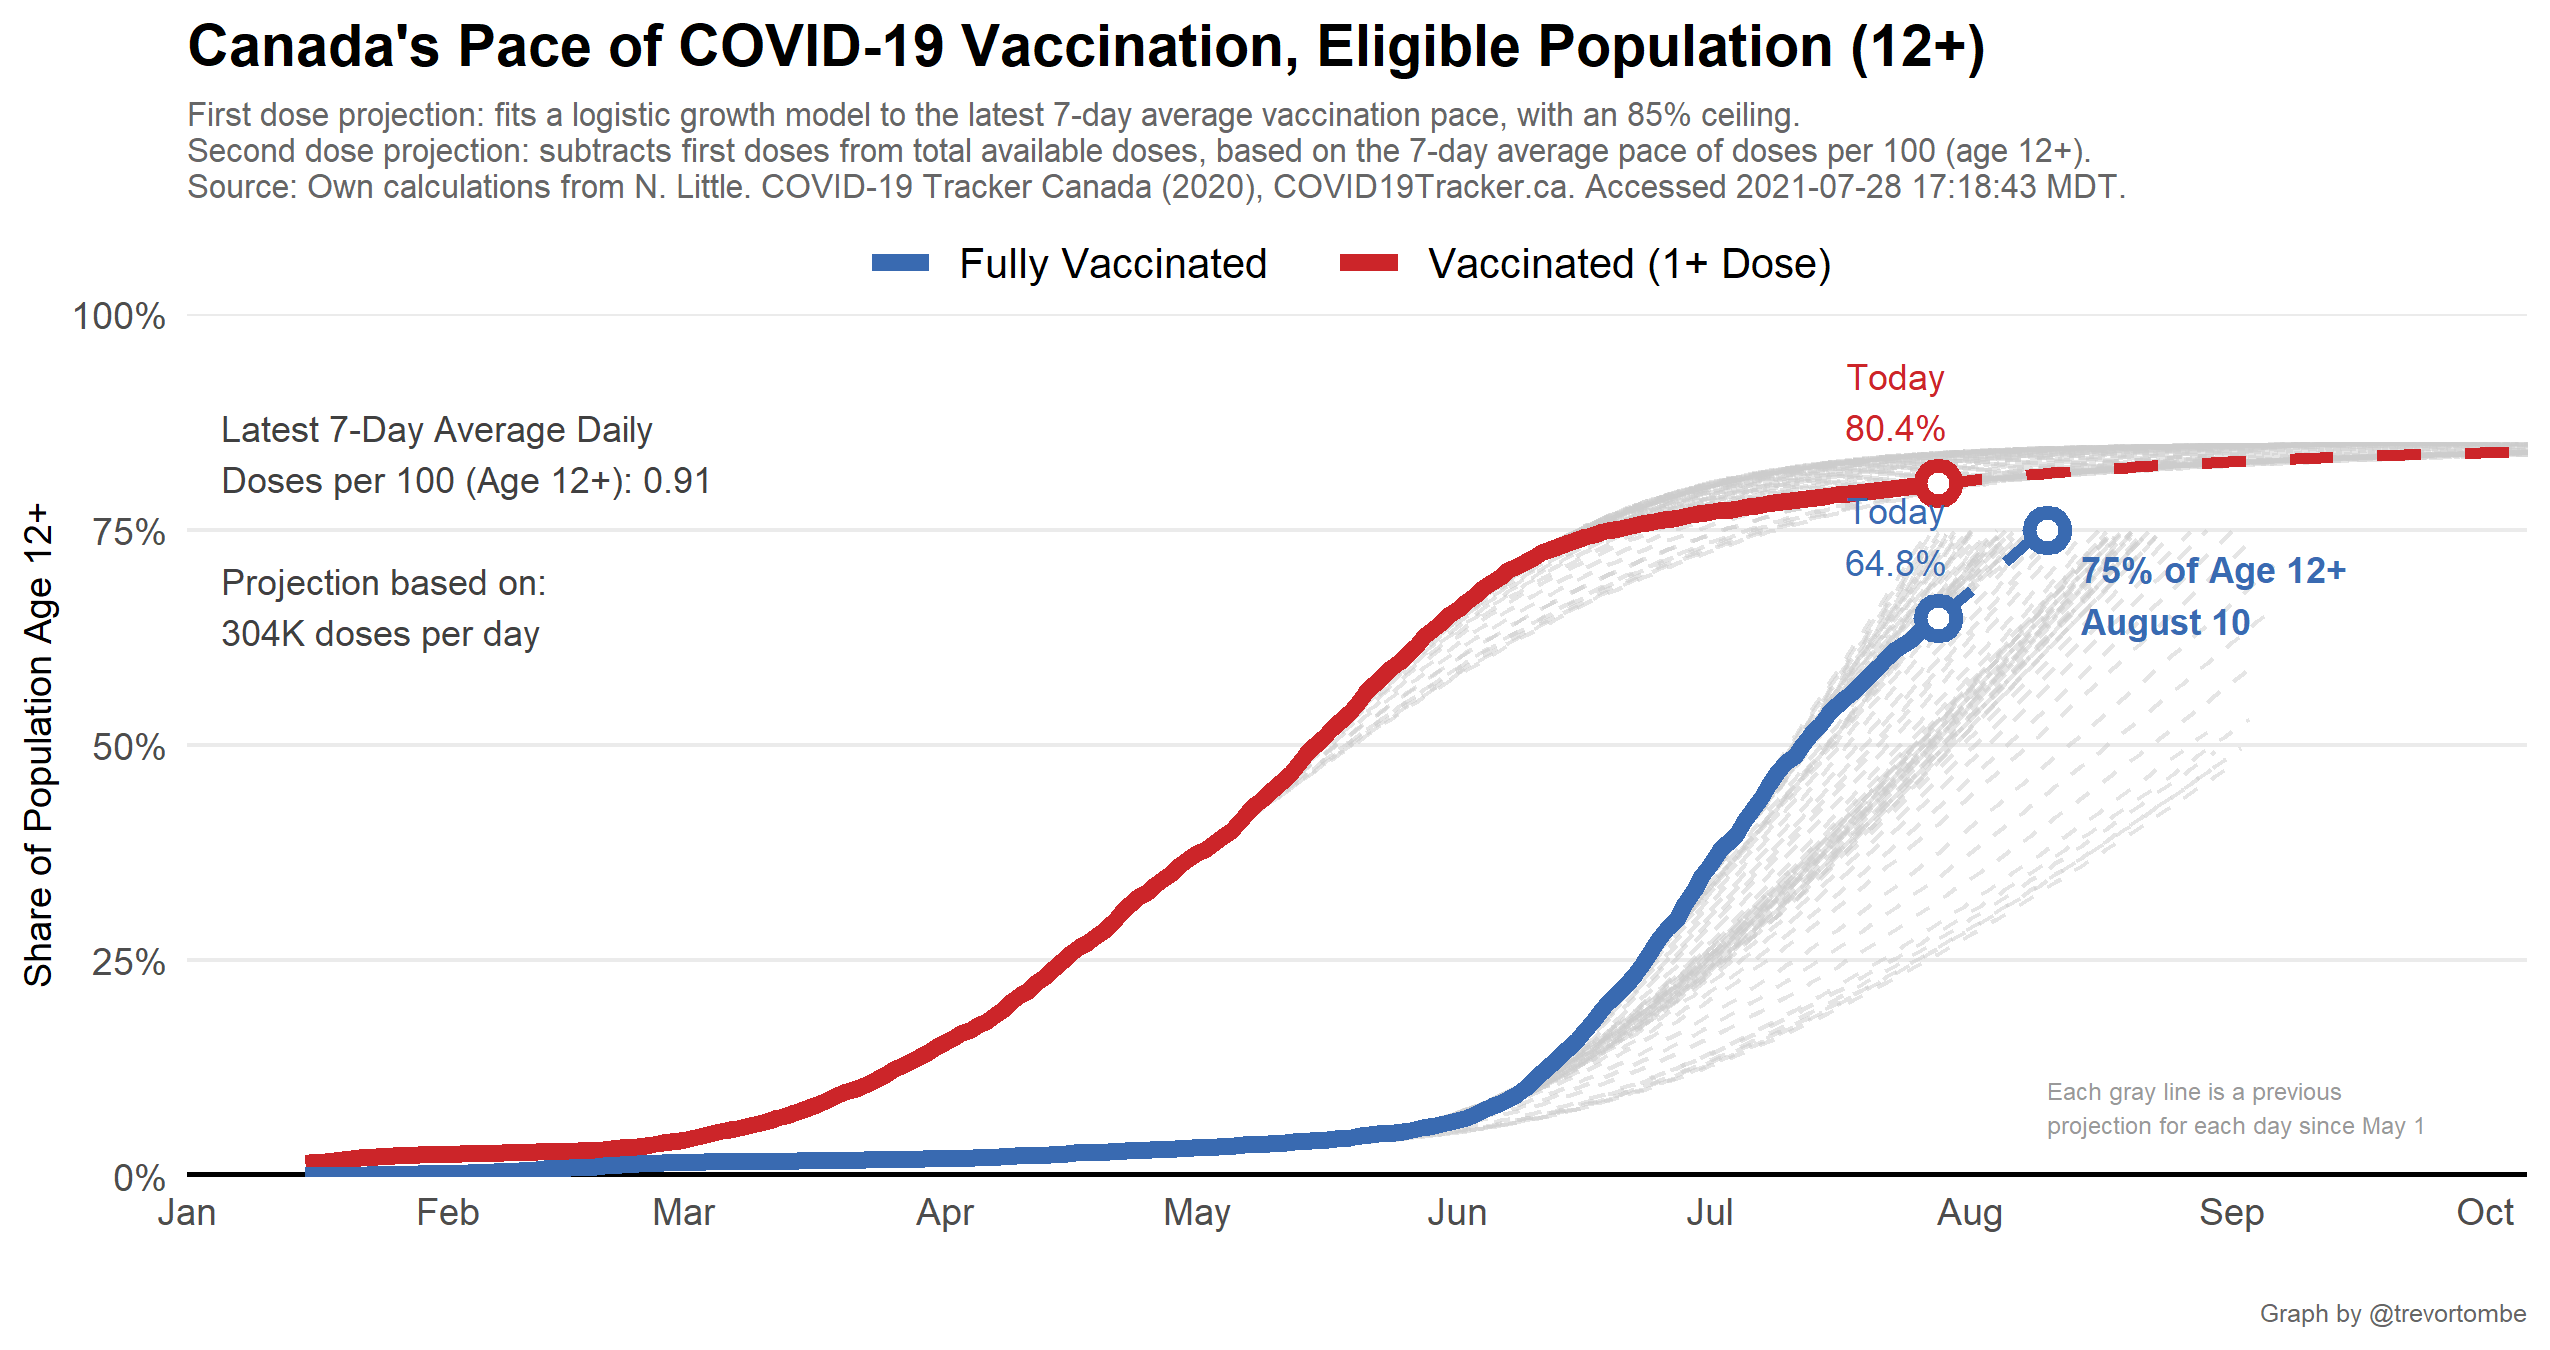 Canada's Pace of COVID-19 Vaccination, Eligible Population (12+)
First dose projection: fits a logistic growth model to the latest 7-day average vaccination pace, with an 85% ceiling.
Second dose projection: subtracts first doses from total available doses, based on the 7-day average pace of doses per 100 (age 12+).
Source: Own calculations from N. Little. COVID-19 Tracker Canada (2020), COVID19Tracker.ca. Accessed 2021-07-28 17:18:43 MDT.
Fully Vaccinated
Vaccinated (1+ Dose)
Share of Population Age 12+
100%
75%
50%
25%
0%
Latest 7-Day Average Daily
Doses per 100 (Age 12+): 0.91
Projection based on:
304K doses per day
Today
80.4%
Today
64.8%
75% of Age 12+
August 10
Each gray line is a previous
projection for each day since May 1
Jan
Feb
Mar
Apr
May
Jun
Jul
Aug
Sep
Oct
Graph by @trevortombe